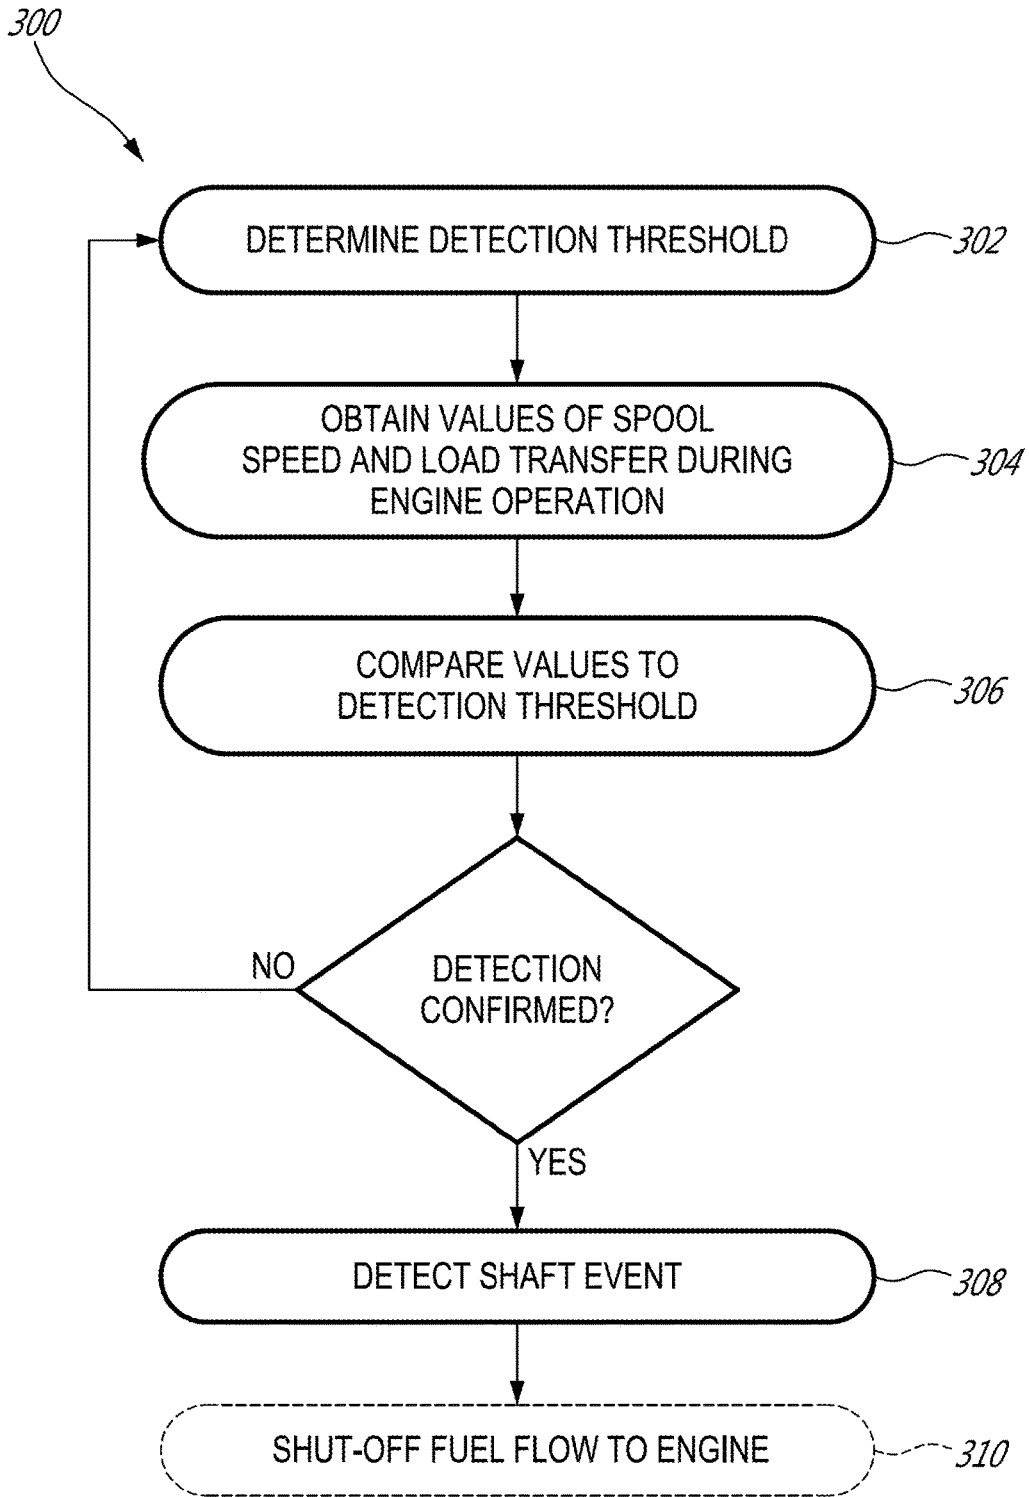 300
DETERMINE DETECTION THRESHOLD
302
OBTAIN VALUES OF SPOOL
SPEED AND LOAD TRANSFER DURING
ENGINE OPERATION
304
COMPARE VALUES TO
DETECTION THRESHOLD
306
NO
DETECTION
CONFIRMED?
YES
DETECT SHAFT EVENT
308
SHUT-OFF FUEL FLOW TO ENGINE
310